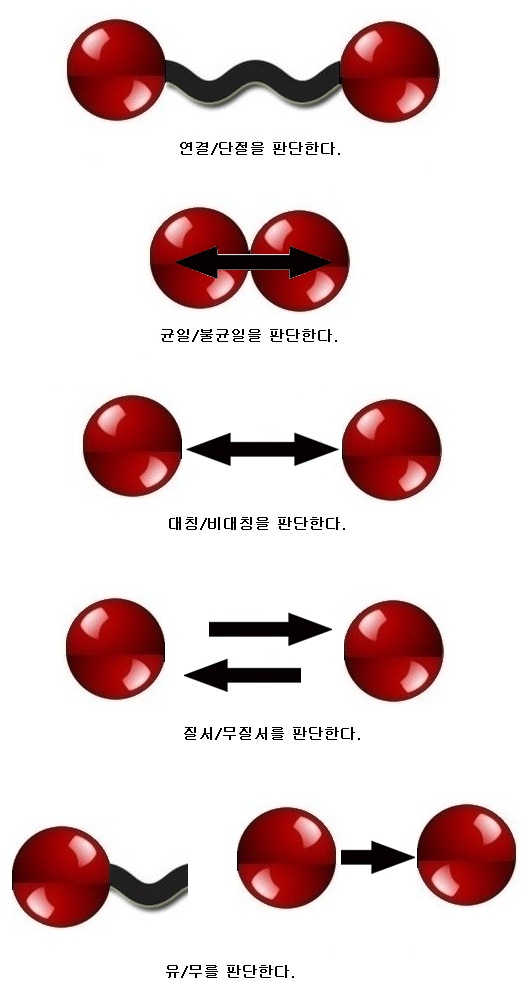 연결/단절을 판단한다.
균일/불균일을 판단한다.
대칭/비대칭을 판단한다.
질서/무질서를 판단한다.
유/무를 판단한다.